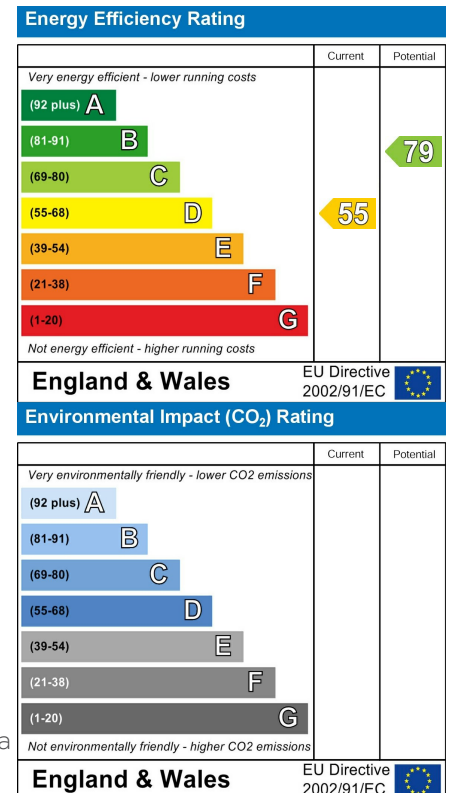 Energy Efficiency Rating
Current Potential
Very energy efficient - lower running costs
(92 plus) A
(81-91) B
79
(69-80) C
(55-68) D
55
(39-54) E
(21-38) F
(1-20) G
Not energy efficient - higher running costs
England & Wales
EU Directive
2002/91/EC
Environmental Impact (CO₂) Rating
Current Potential
Very environmentally friendly - lower CO2 emissions
(92 plus) A
(81-91) B
(69-80) C
(55-68) D
(39-54) E
(21-38) F
(1-20) G
a
Not environmentally friendly - higher CO2 emissions
England & Wales
EU Directive
2002/91/EC